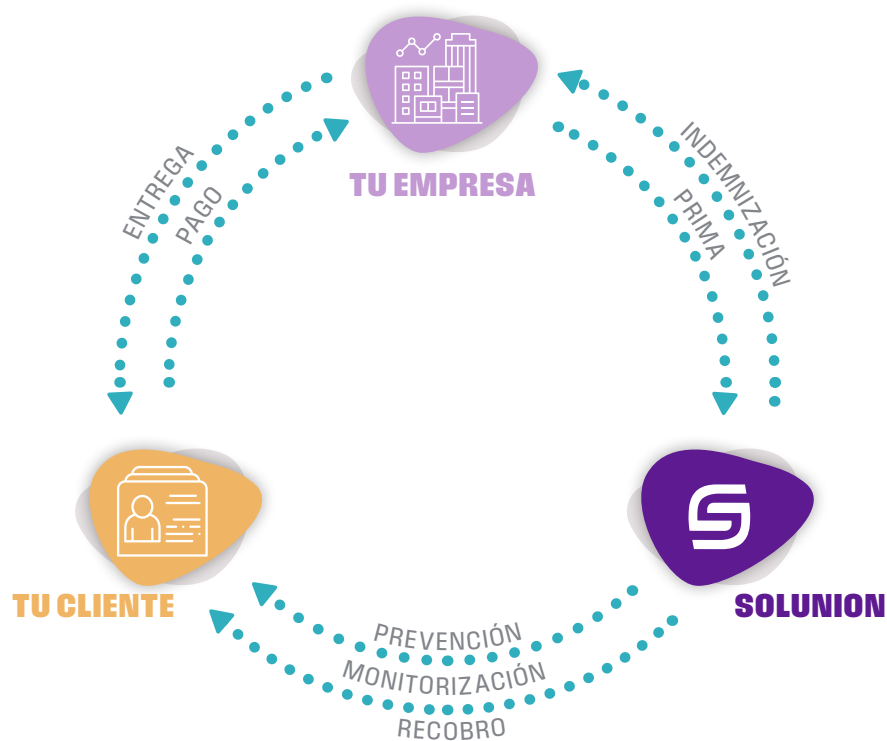 TU EMPRESA
ENTREGA
PAGO
INDEMNIZACIÓN
PRIMA
TU CLIENTE
SOLUNION
PREVENCIÓN
MONITORIZACIÓN
RECOBRO